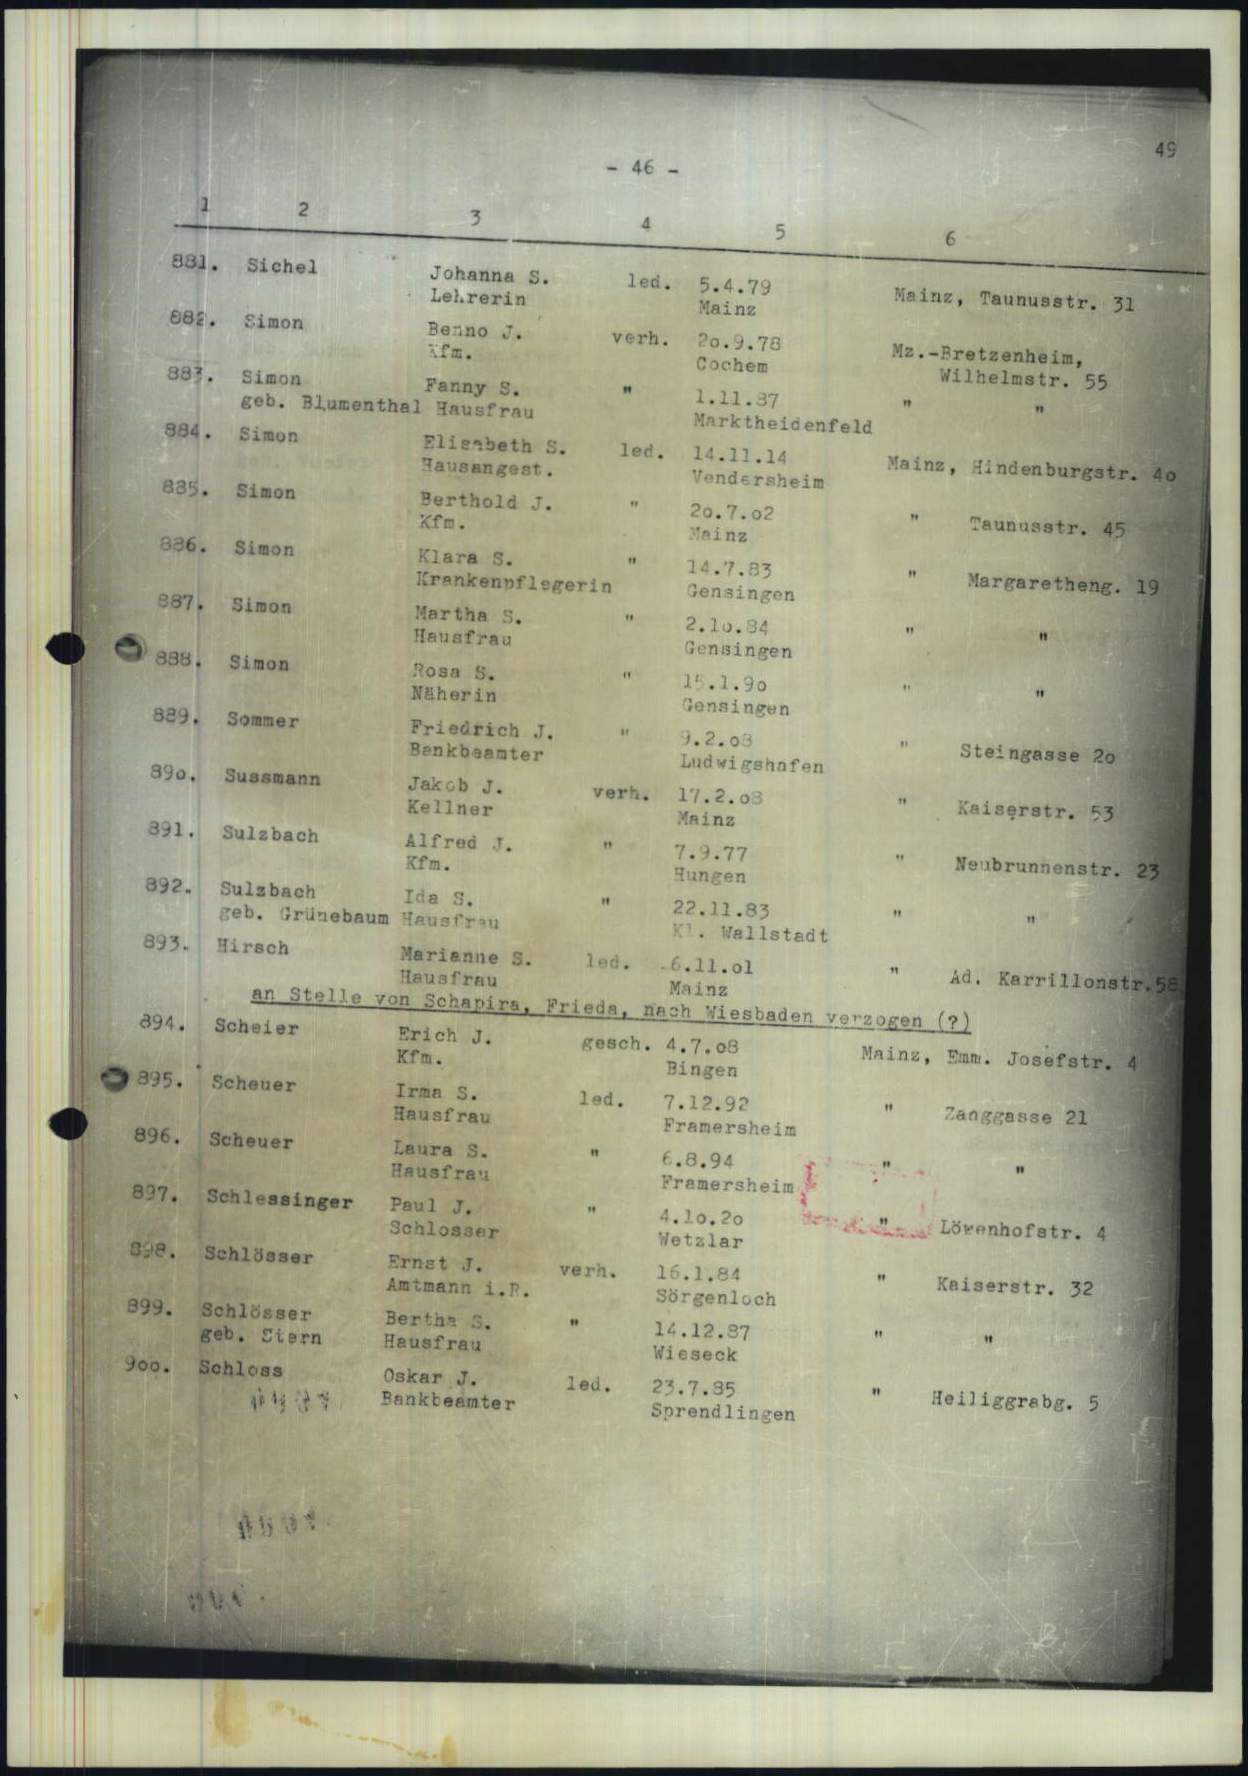 49
- 46 -
1 2 3 4 5 6
881. Sichel Johanna S. led. 5.4.79 Mainz, Taunusstr. 31
Lehrerin Mainz
882. Simon Benno J. verh. 2o.9.78 Mz.-Bretzenheim,
Kfm. Cochem Wilhelmstr. 55
883. Simon Fanny S. " 1.11.87 " "
geb. Blumenthal Hausfrau Marktheidenfeld
884. Simon Elisabeth S. led. 14.11.14 Mainz, Hindenburgstr. 4o
Hausangest. Vendersheim
885. Simon Berthold J. " 2o.7.o2 " Taunusstr. 45
Kfm. Mainz
886. Simon Klara S. " 14.7.83 " Margaretheng. 19
Krankenpflegerin Gensingen
887. Simon Martha S. " 2.1o.84 " "
Hausfrau Gensingen
888. Simon Rosa S. " 15.1.9o " "
Näherin Gensingen
889. Sommer Friedrich J. " 9.2.o8 " Steingasse 2o
Bankbeamter Ludwigshafen
89o. Sussmann Jakob J. verh. 17.2.o8 " Kaiserstr. 53
Kellner Mainz
891. Sulzbach Alfred J. " 7.9.77 " Neubrunnenstr. 23
Kfm. Hungen
892. Sulzbach Ida S. " 22.11.83 " "
geb. Grünebaum Hausfrau Kl. Wallstadt
893. Hirsch Marianne S. led. 6.11.o1 " Ad. Karrillonstr. 58
Hausfrau Mainz
an Stelle von Schapira, Frieda, nach Wiesbaden verzogen (?)
894. Scheier Erich J. gesch. 4.7.o8 Mainz, Emm. Josefstr. 4
Kfm. Bingen
895. Scheuer Irma S. led. 7.12.92 " Zanggasse 21
Hausfrau Framersheim
896. Scheuer Laura S. " 6.8.94 " "
Hausfrau Framersheim
897. Schlessinger Paul J. " 4.1o.2o " Löwenhofstr. 4
Schlosser Wetzlar
898. Schlösser Ernst J. verh. 16.1.84 " Kaiserstr. 32
Amtmann i.R. Sörgenloch
899. Schlösser Bertha S. " 14.12.87 " "
geb. Stern Hausfrau Wieseck
9oo. Schloss Oskar J. led. 23.7.85 " Heiliggrabg. 5
Bankbeamter Sprendlingen